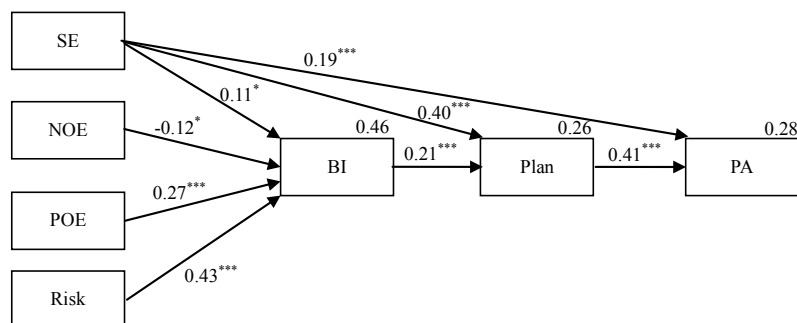 SE
0.19***
0.11*
0.40***
NOE
-0.12*
0.46
0.26
0.28
BI
0.21***
Plan
0.41***
PA
POE
0.27***
Risk
0.43***